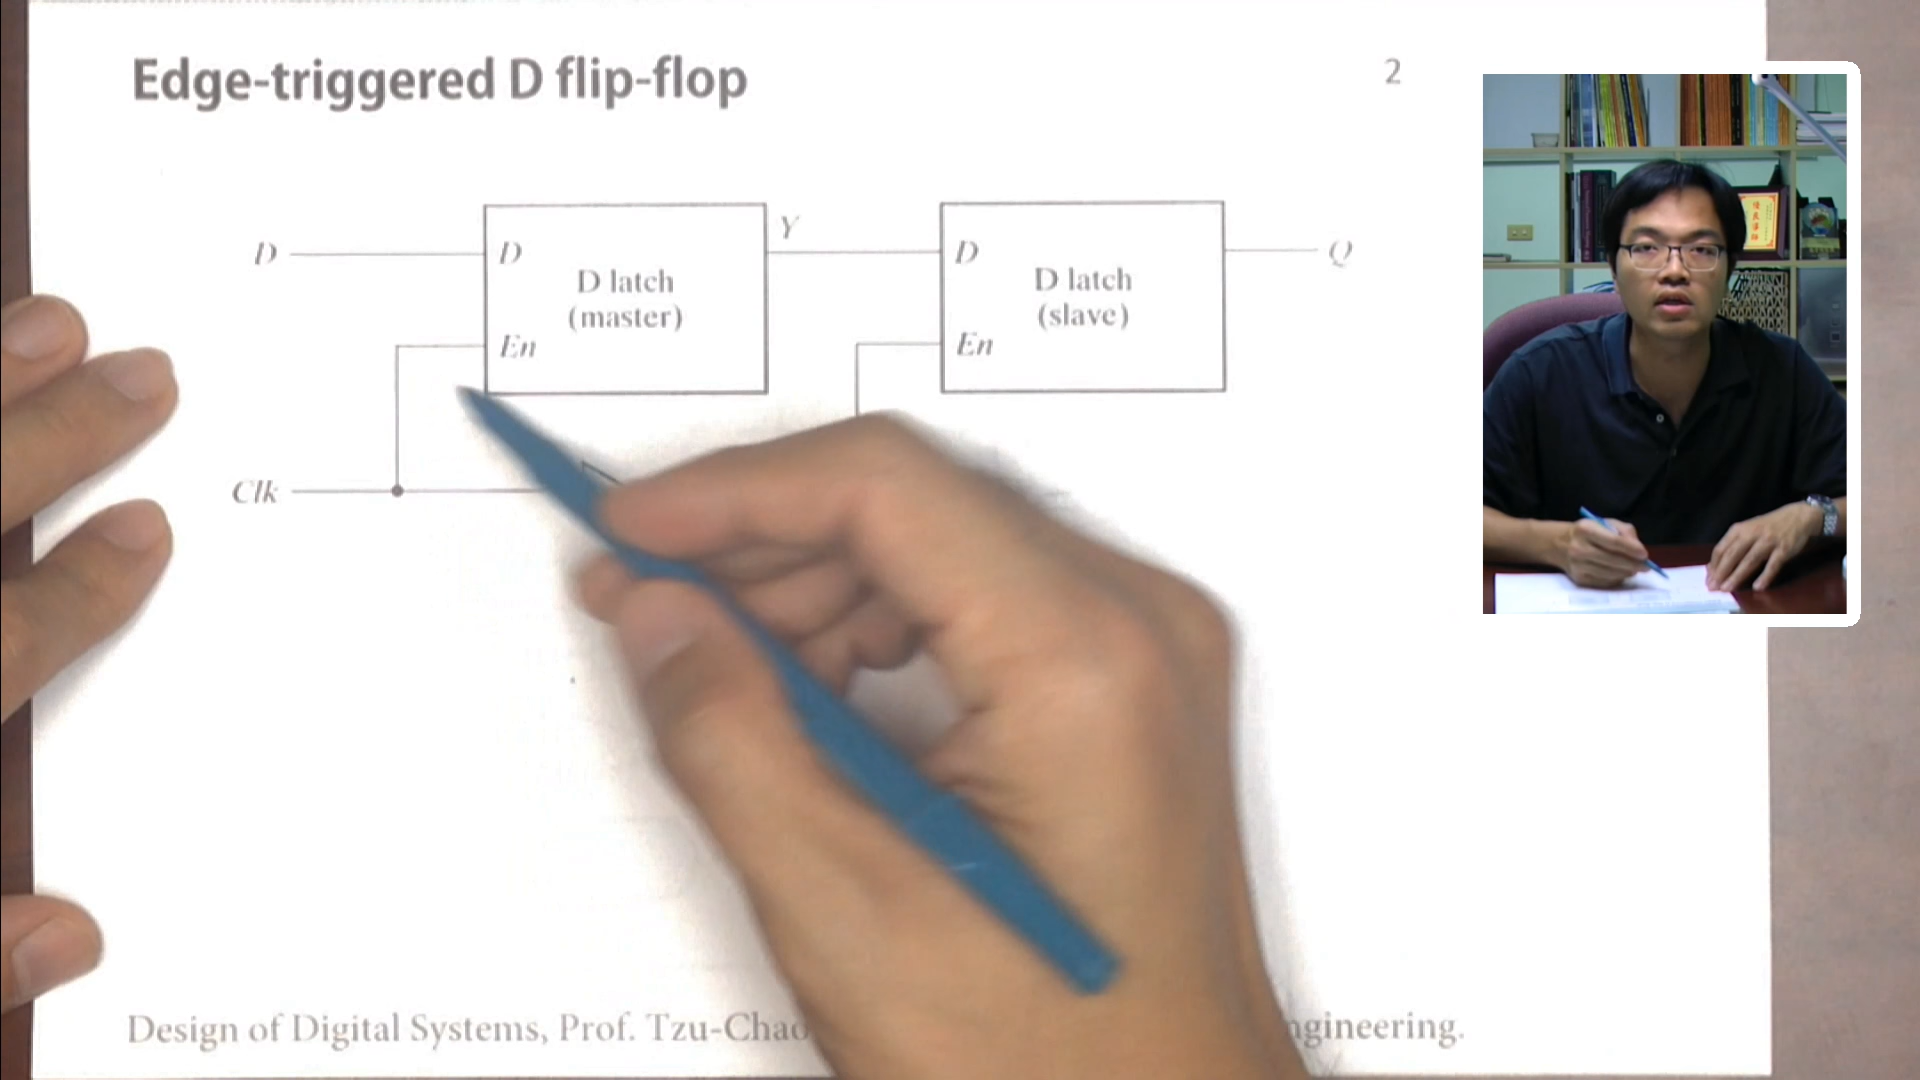 Edge-triggered D flip-flop
2
D
D
D latch
(master)
En
Y
D
D latch
(slave)
En
Q
Clk
Design of Digital Systems, Prof. Tzu-Chao